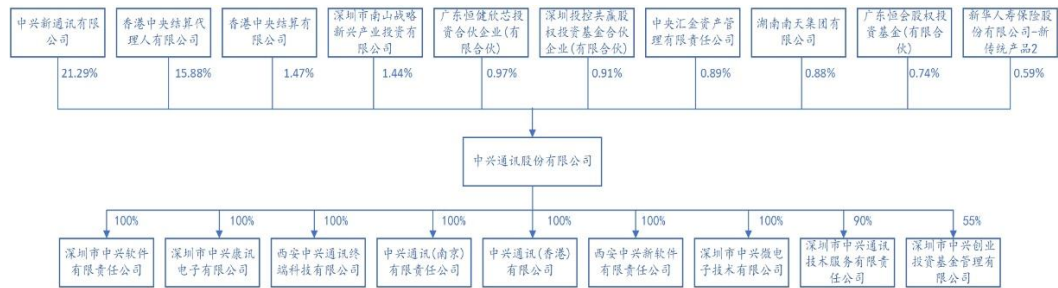 中兴新通讯有限公司
香港中央结算代理人有限公司
香港中央结算有限公司
深圳市南山战略新兴产业投资有限公司
广东恒健欣芯投资合伙企业(有限合伙)
深圳投控共赢股权投资基金合伙企业(有限合伙)
中央汇金资产管理有限责任公司
湖南南天集团有限公司
广东恒会股权投资基金(有限合伙)
新华人寿保险股份有限公司-新传统产品2
21.29%
15.88%
1.47%
1.44%
0.97%
0.91%
0.89%
0.88%
0.74%
0.59%
中兴通讯股份有限公司
100%
100%
100%
100%
100%
100%
100%
90%
55%
深圳市中兴软件有限责任公司
深圳市中兴康讯电子有限公司
西安中兴通讯终端科技有限公司
中兴通讯(南京)有限责任公司
中兴通讯(香港)有限公司
西安中兴新软件有限责任公司
深圳市中兴微电子技术有限公司
深圳市中兴通讯技术服务有限责任公司
深圳市中兴创业投资基金管理有限公司